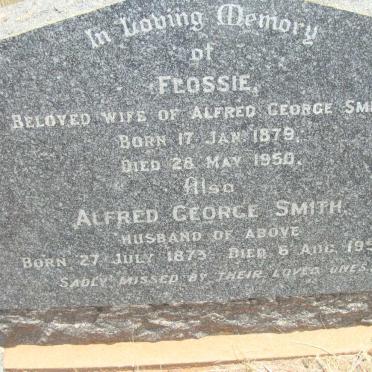 In Loving Memory
of
FLOSSIE,
BELOVED WIFE OF ALFRED GEORGE SMI
BORN 17 JAN 1879.
DIED 28 MAY 1950.
Also
ALFRED GEORGE SMITH.
HUSBAND OF ABOVE
BORN 27 JULY 1873 DIED 6 AUG 195
SADLY MISSED BY THEIR LOVED ONES